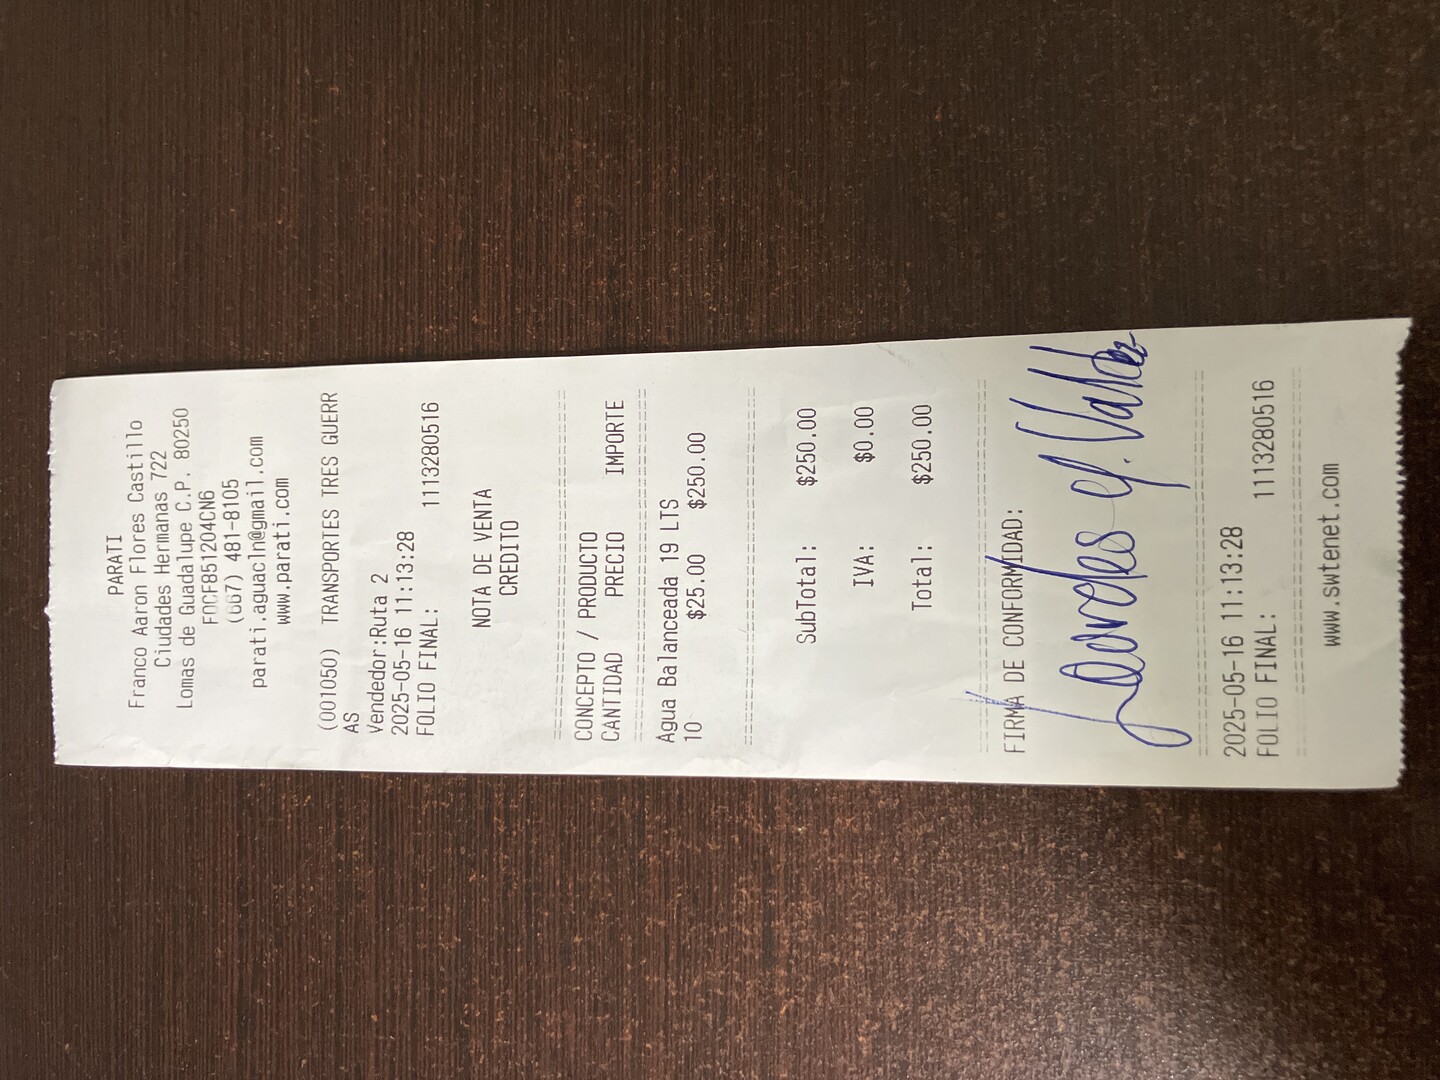 PARATI
Franco Aaron Flores Castillo
Ciudades Hermanas 722
Lomas de Guadalupe C.P. 80250
FOCF851204CN6
(667) 481-8105
parati.aguacln@gmail.com
www.parati.com
(001050) TRANSPORTES TRES GUERR
AS
Vendedor:Ruta 2
2025-05-16 11:13:28
FOLIO FINAL: 1113280516
NOTA DE VENTA
CREDITO
CONCEPTO / PRODUCTO
CANTIDAD PRECIO IMPORTE
Agua Balanceada 19 LTS
10 $25.00 $250.00
SubTotal: $250.00
IVA: $0.00
Total: $250.00
FIRMA DE CONFORMIDAD:
2025-05-16 11:13:28
FOLIO FINAL: 1113280516
www.swtenet.com